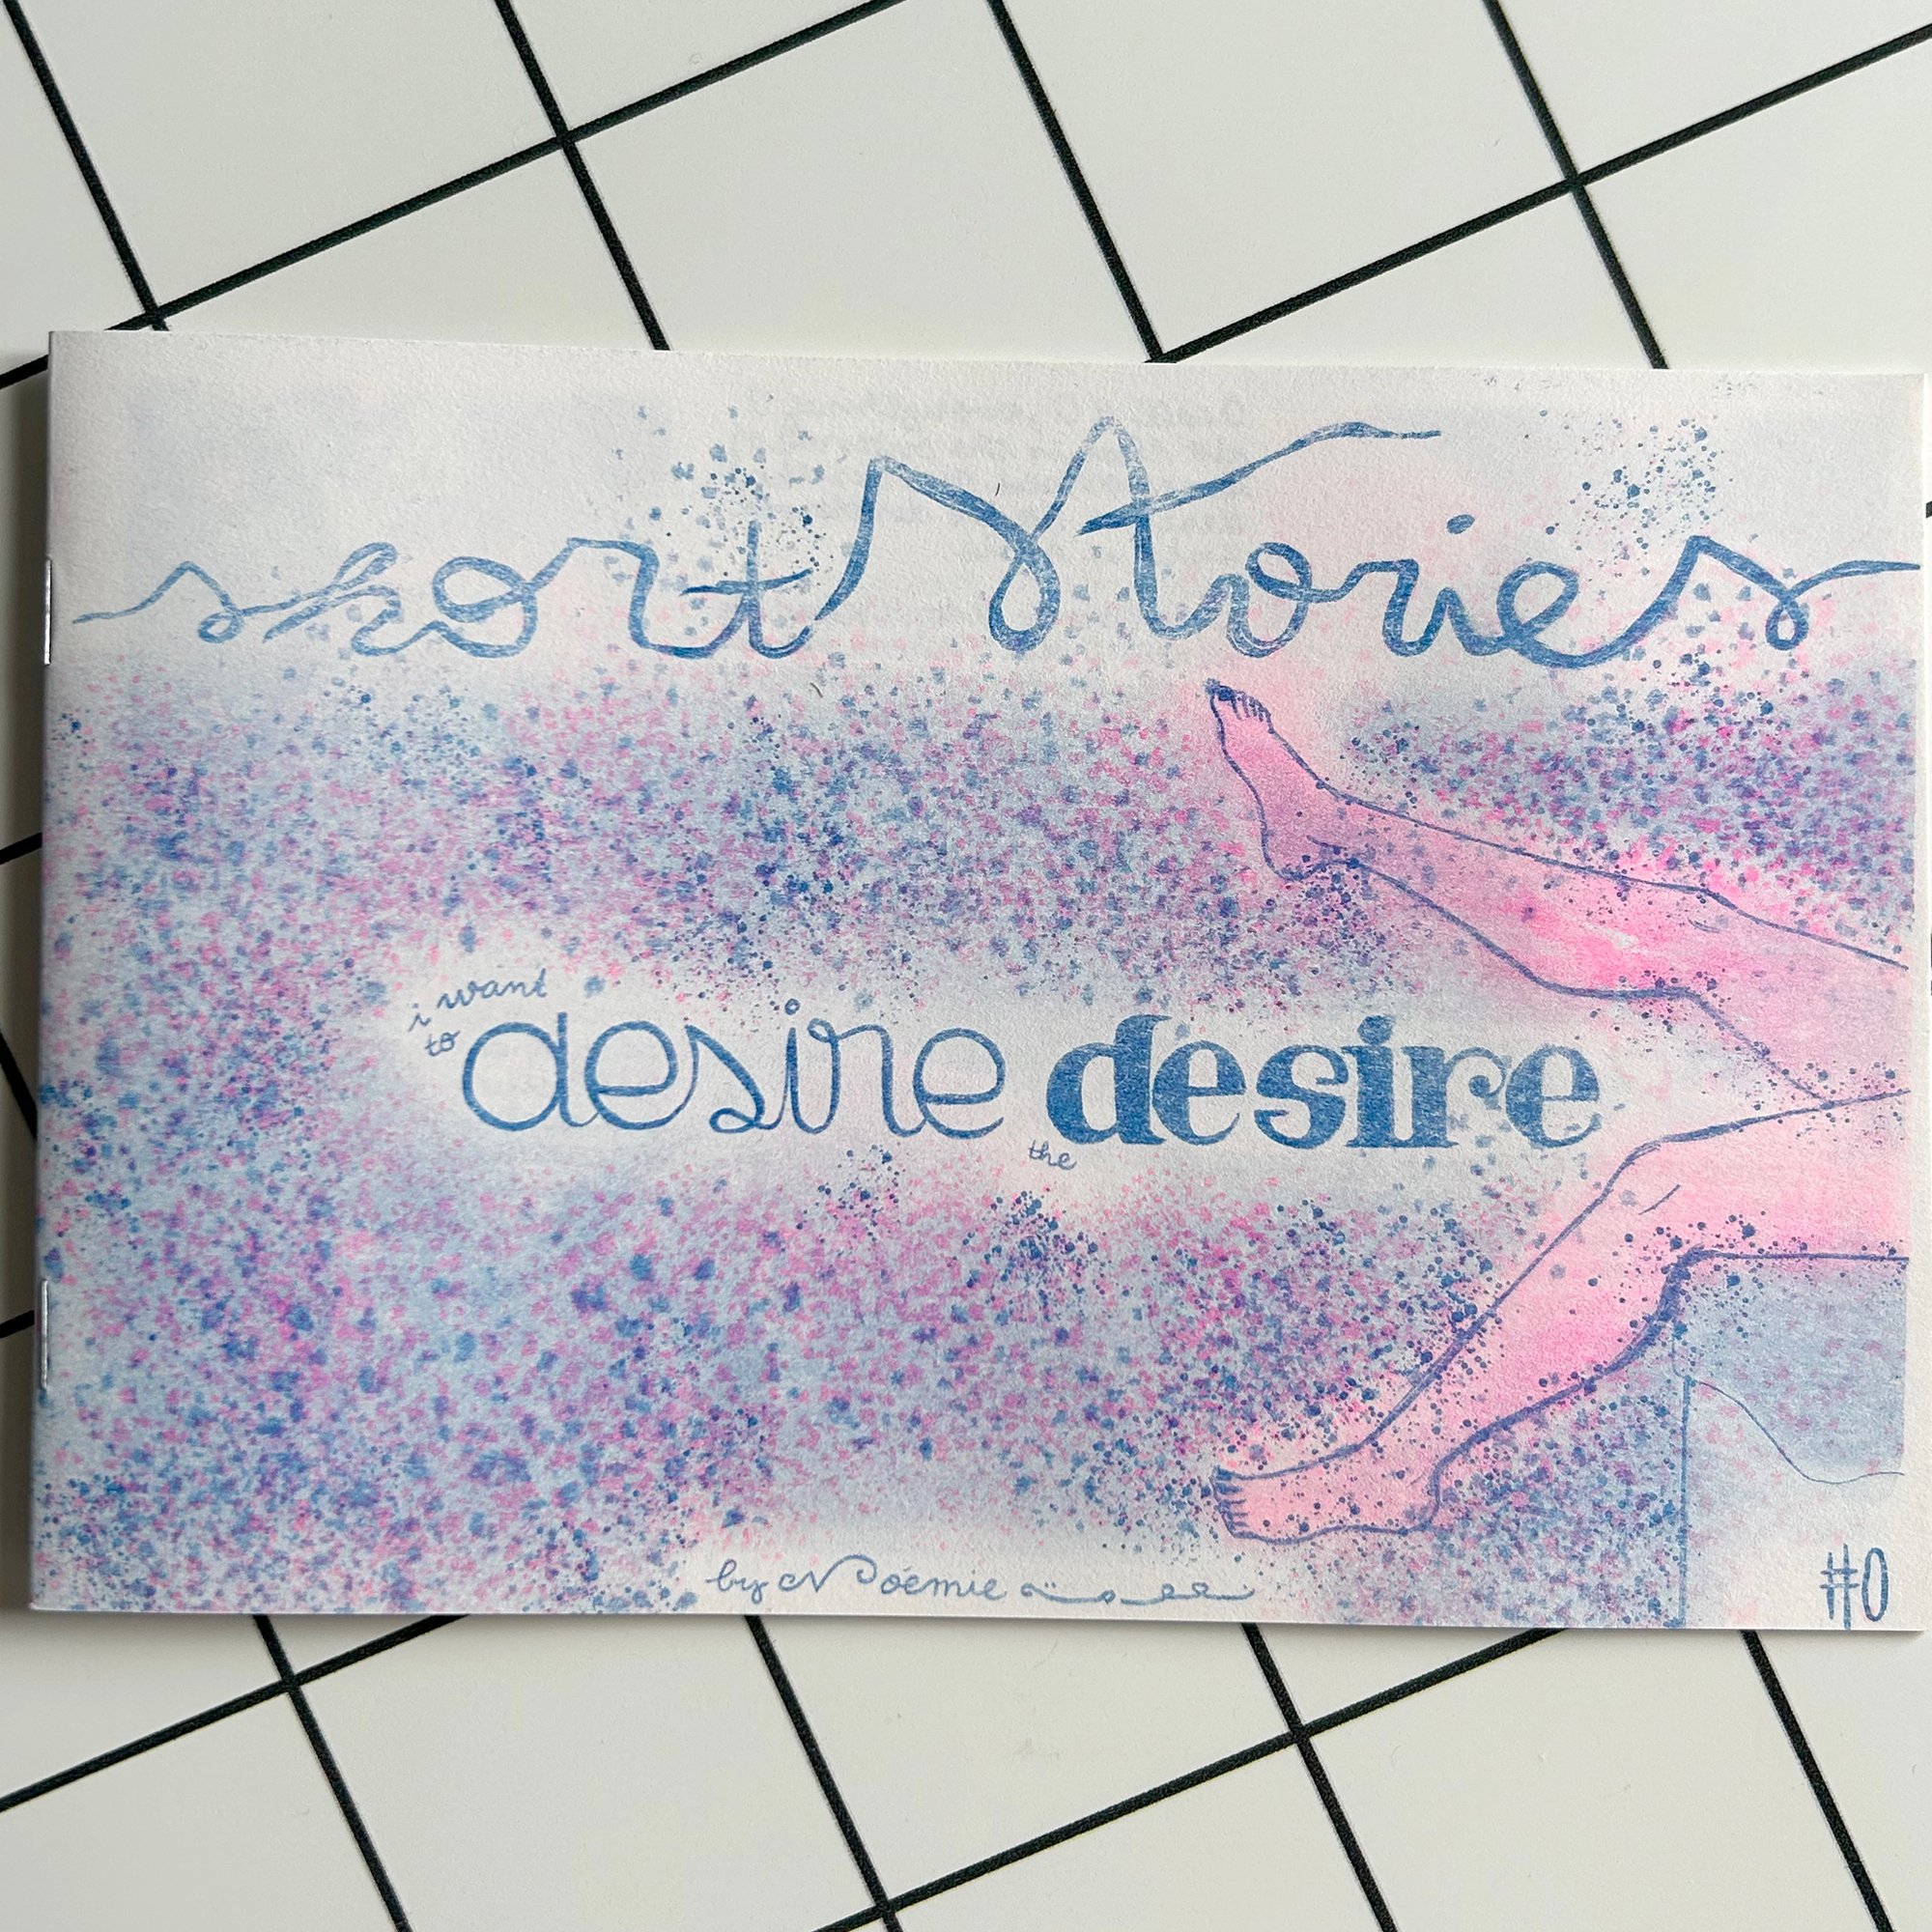 short stories
i want
to desire the desire
by Noémie
#0